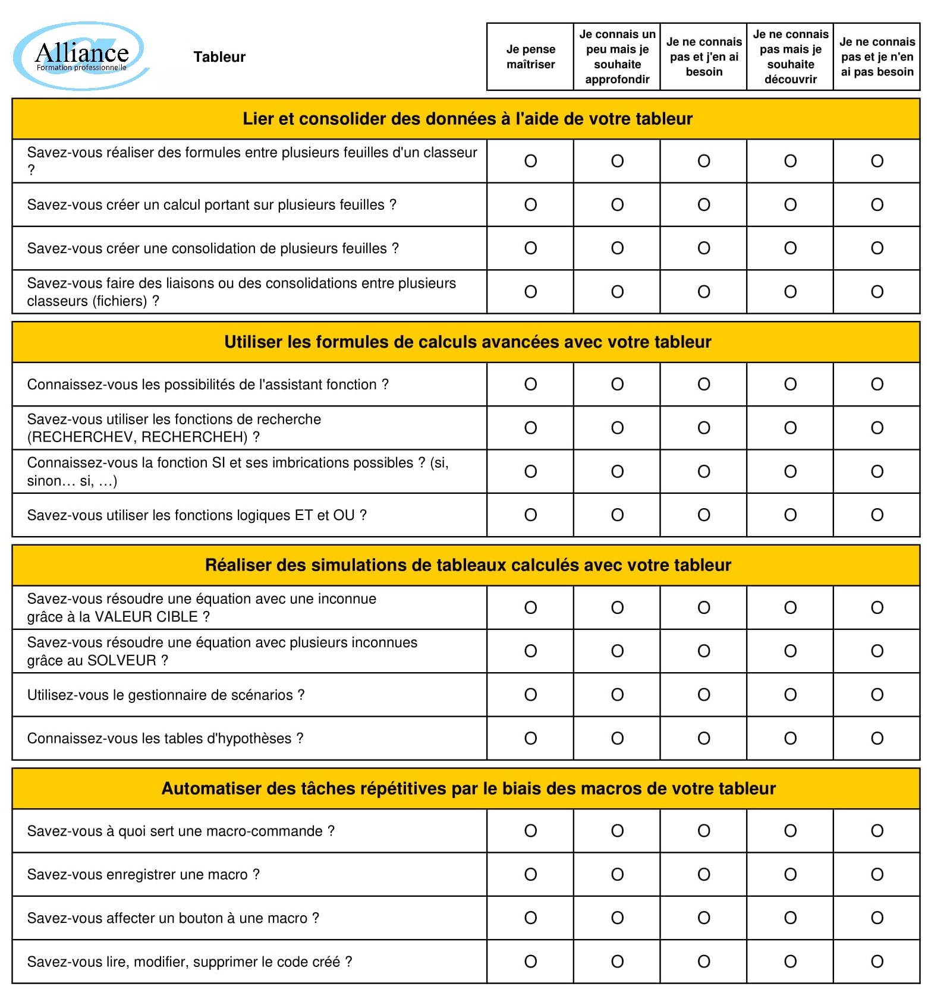 Alliance
Formation professionnelle
Tableur
Je pense
maîtriser
Je connais un
peu mais je
souhaite
approfondir
Je ne connais
pas et j'en ai
besoin
Je ne connais
pas mais je
souhaite
découvrir
Je ne connais
pas et je n'en
ai pas besoin
Lier et consolider des données à l'aide de votre tableur
Savez-vous réaliser des formules entre plusieurs feuilles d'un classeur
?
O O O O O
Savez-vous créer un calcul portant sur plusieurs feuilles ? O O O O O
Savez-vous créer une consolidation de plusieurs feuilles ? O O O O O
Savez-vous faire des liaisons ou des consolidations entre plusieurs
classeurs (fichiers) ?
O O O O O
Utiliser les formules de calculs avancées avec votre tableur
Connaissez-vous les possibilités de l'assistant fonction ? O O O O O
Savez-vous utiliser les fonctions de recherche
(RECHERCHEV, RECHERCHEH) ?
O O O O O
Connaissez-vous la fonction SI et ses imbrications possibles ? (si,
sinon… si, …)
O O O O O
Savez-vous utiliser les fonctions logiques ET et OU ? O O O O O
Réaliser des simulations de tableaux calculés avec votre tableur
Savez-vous résoudre une équation avec une inconnue
grâce à la VALEUR CIBLE ?
O O O O O
Savez-vous résoudre une équation avec plusieurs inconnues
grâce au SOLVEUR ?
O O O O O
Utilisez-vous le gestionnaire de scénarios ? O O O O O
Connaissez-vous les tables d'hypothèses ? O O O O O
Automatiser des tâches répétitives par le biais des macros de votre tableur
Savez-vous à quoi sert une macro-commande ? O O O O O
Savez-vous enregistrer une macro ? O O O O O
Savez-vous affecter un bouton à une macro ? O O O O O
Savez-vous lire, modifier, supprimer le code créé ? O O O O O